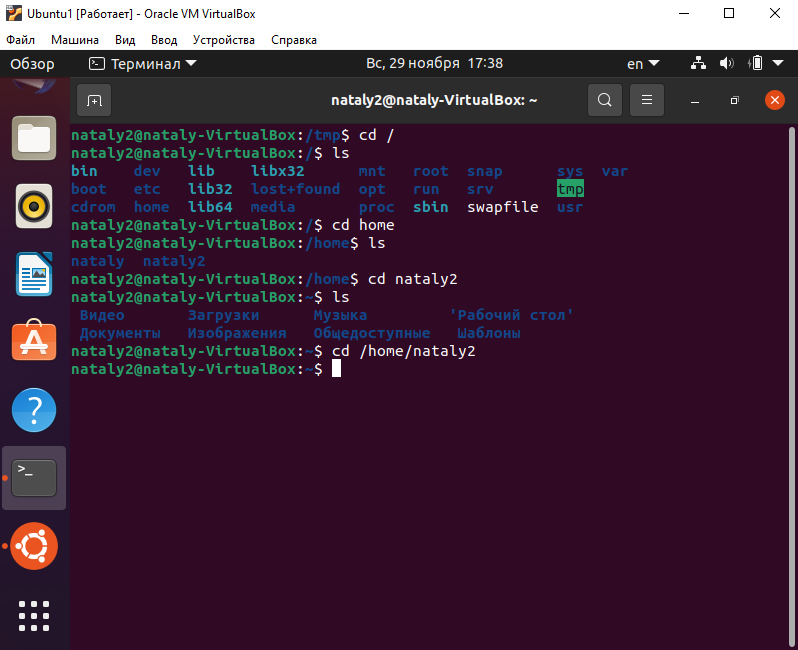 Ubuntu1 [Работает] - Oracle VM VirtualBox
Файл Машина Вид Ввод Устройства Справка
Обзор Терминал Вс, 29 ноября 17:38 en
nataly2@nataly-VirtualBox: ~
nataly2@nataly-VirtualBox:/tmp$ cd /
nataly2@nataly-VirtualBox:/$ ls
bin dev lib libx32 mnt root snap sys var
boot etc lib32 lost+found opt run srv tmp
cdrom home lib64 media proc sbin swapfile usr
nataly2@nataly-VirtualBox:/$ cd home
nataly2@nataly-VirtualBox:/home$ ls
nataly nataly2
nataly2@nataly-VirtualBox:/home$ cd nataly2
nataly2@nataly-VirtualBox:~$ ls
Видео Загрузки Музыка 'Рабочий стол'
Документы Изображения Общедоступные Шаблоны
nataly2@nataly-VirtualBox:~$ cd /home/nataly2
nataly2@nataly-VirtualBox:~$